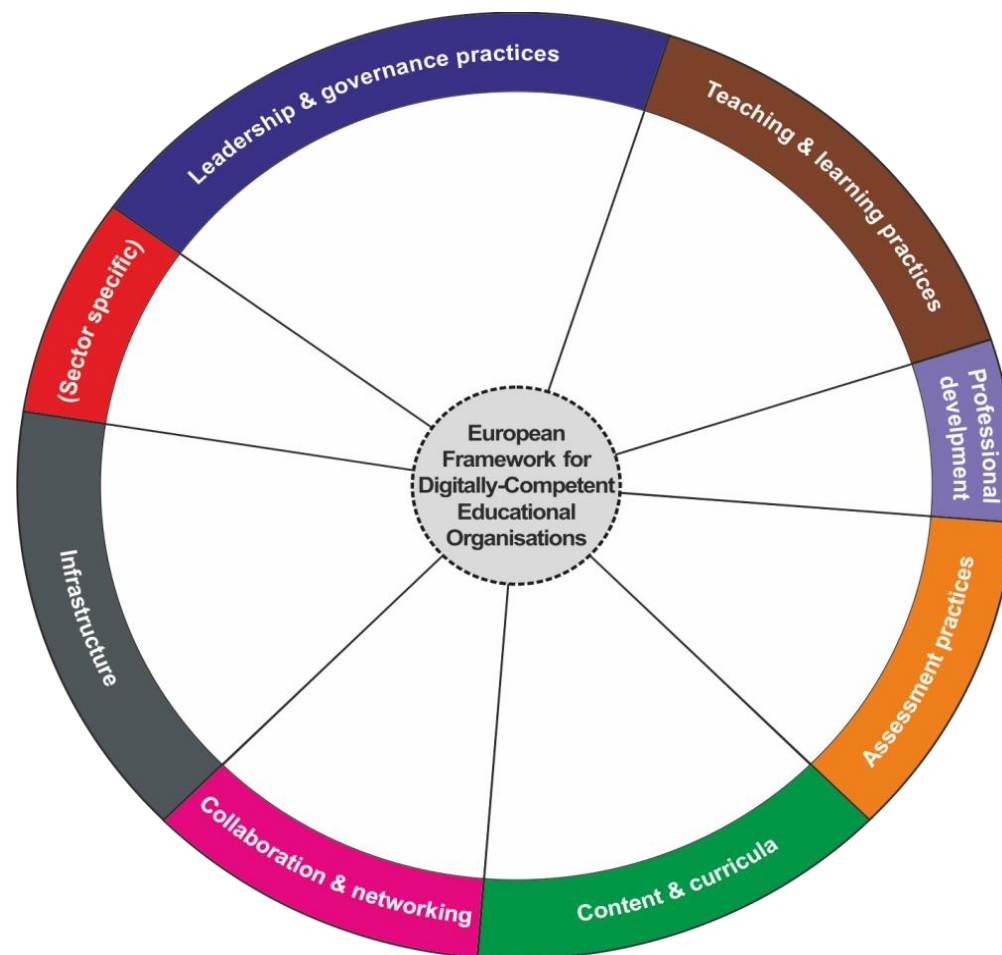 Leadership & governance practices
Teaching & learning practices
Professional
develpment
Assessment practices
Content & curricula
Collaboration & networking
Infrastructure
(Sector specific)
European
Framework for
Digitally-Competent
Educational
Organisations